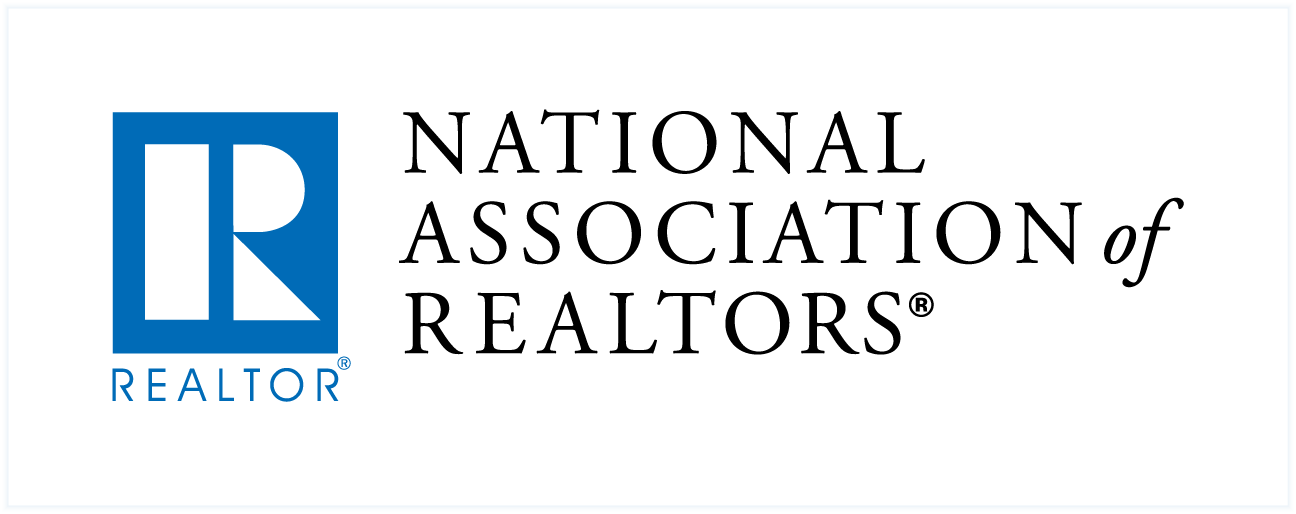 R
REALTOR®
NATIONAL
ASSOCIATION of
REALTORS®